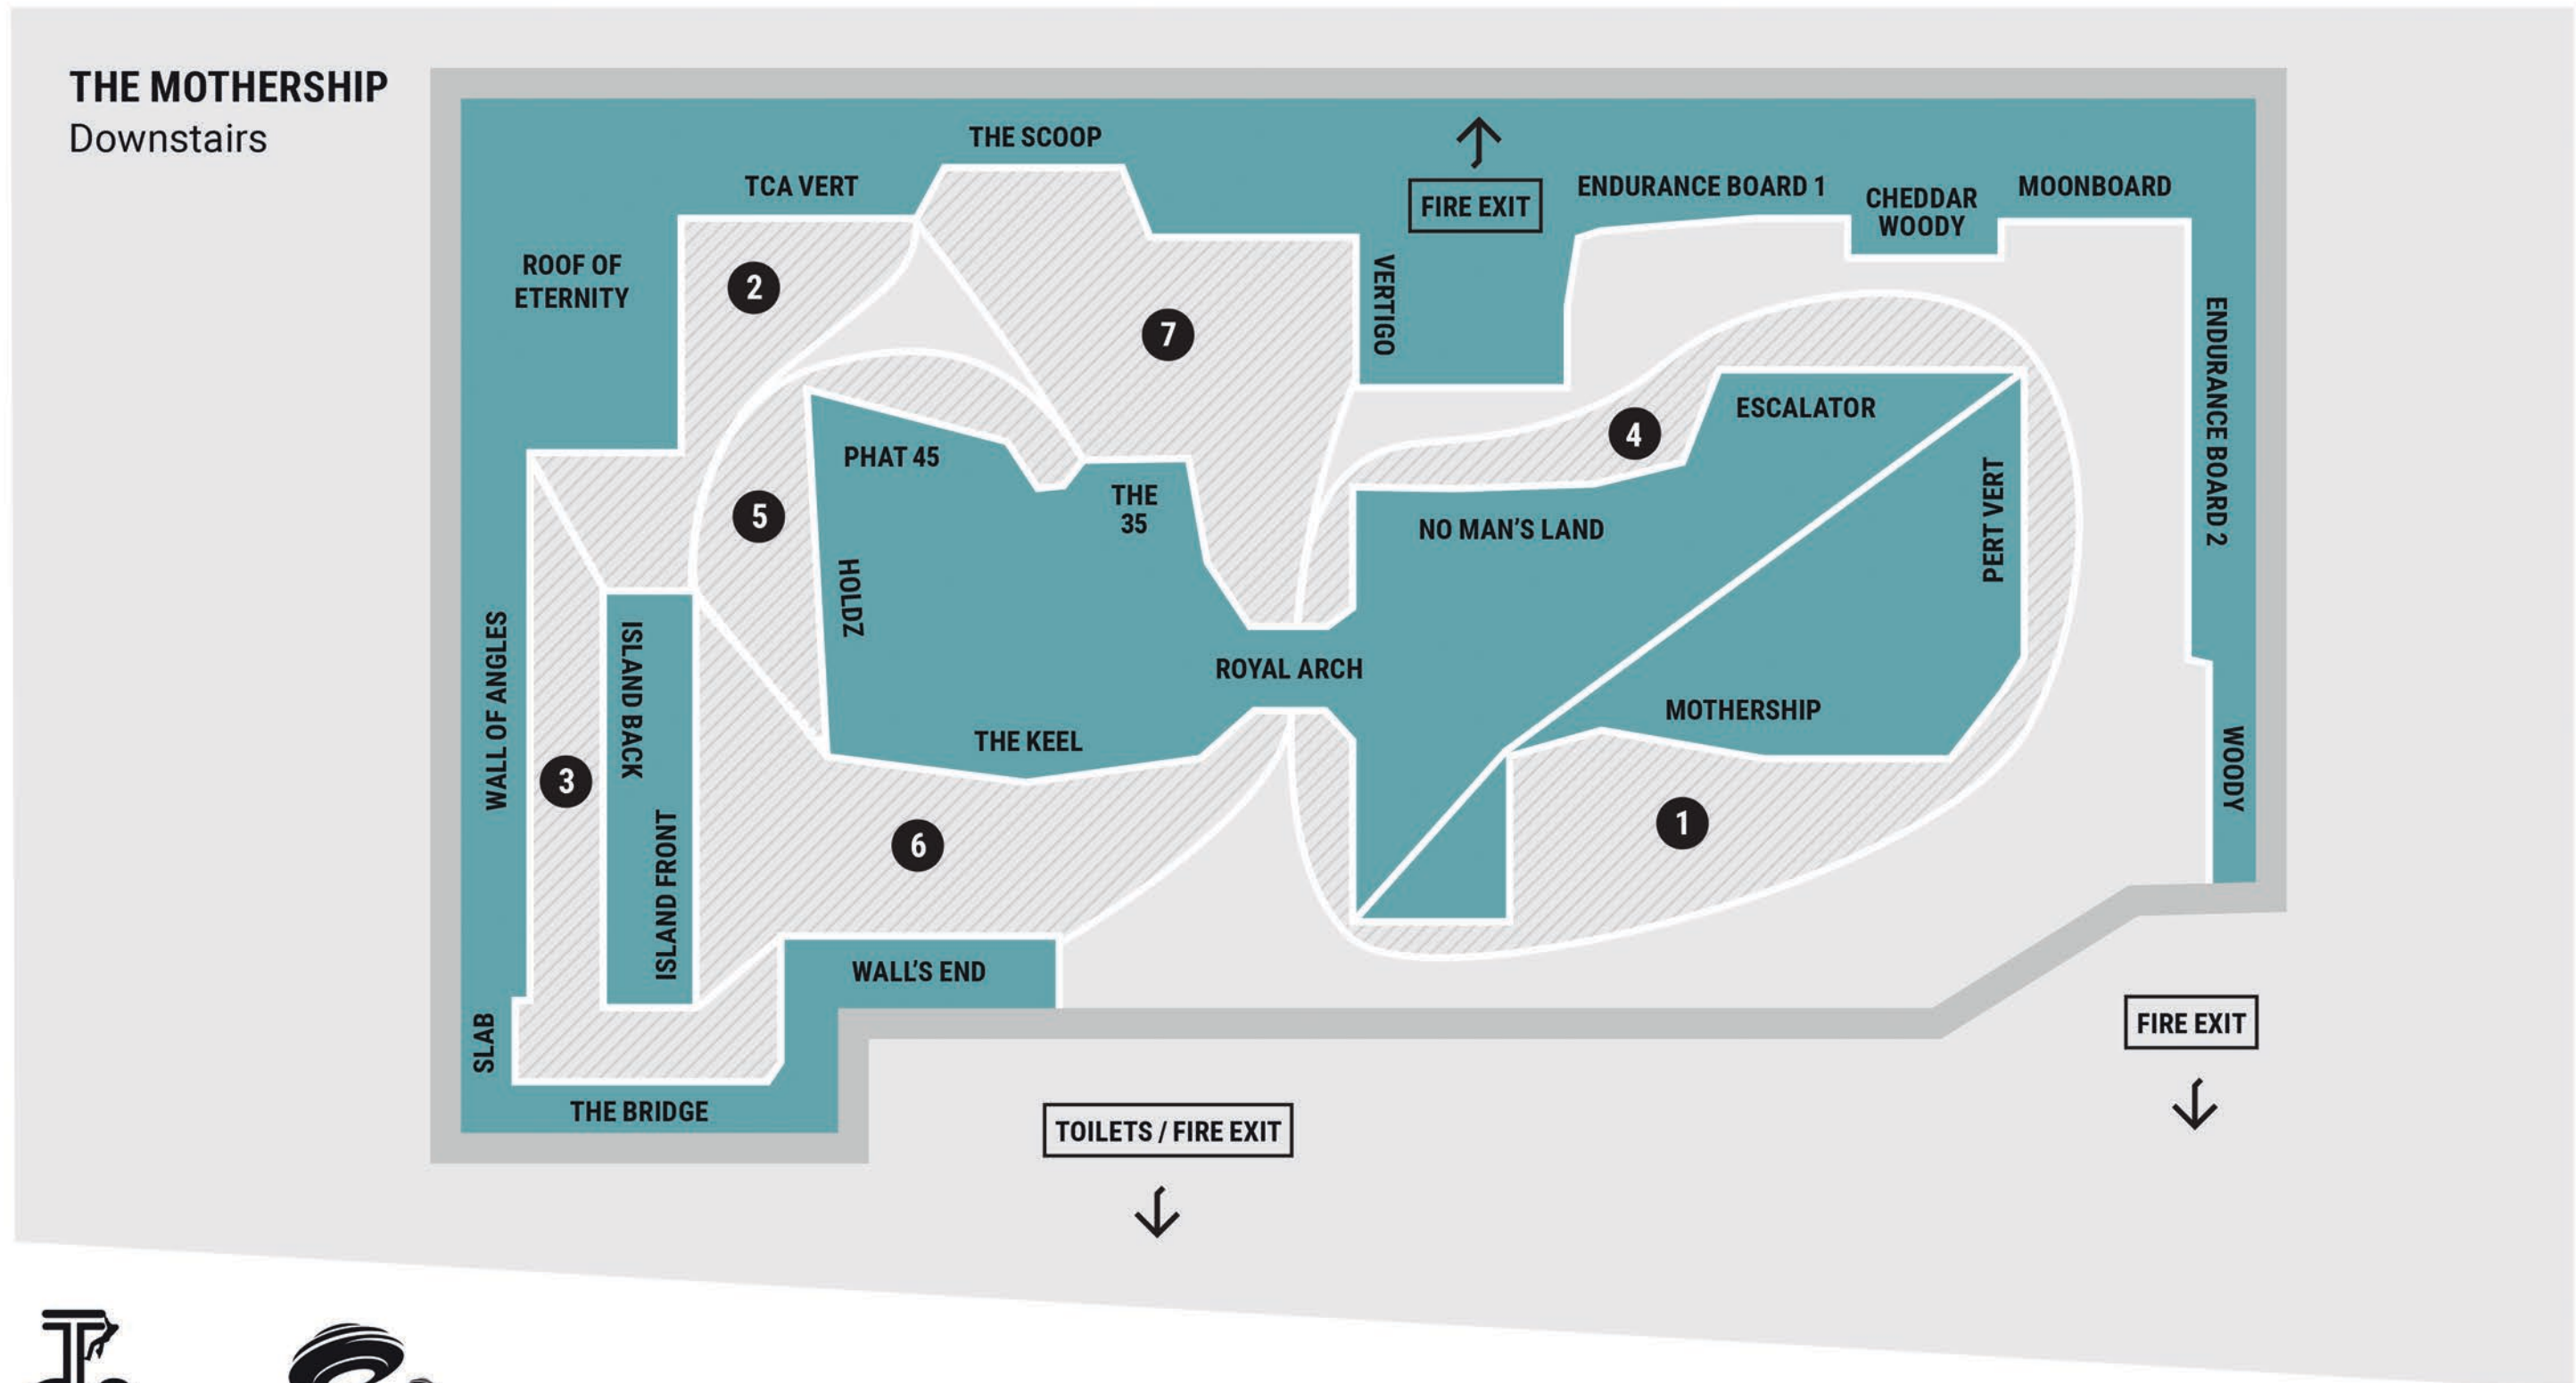 THE MOTHERSHIP
Downstairs
THE SCOOP
TCA VERT
ROOF OF
ETERNITY
2
7
VERTIGO
FIRE EXIT
ENDURANCE BOARD 1
CHEDDAR
WOODY
MOONBOARD
ENDURANCE BOARD 2
4
ESCALATOR
PERT VERT
PHAT 45
THE
35
5
HOLDZ
NO MAN'S LAND
ROYAL ARCH
MOTHERSHIP
WALL OF ANGLES
ISLAND BACK
ISLAND FRONT
3
THE KEEL
6
1
WOODY
WALL'S END
SLAB
THE BRIDGE
FIRE EXIT
TOILETS / FIRE EXIT